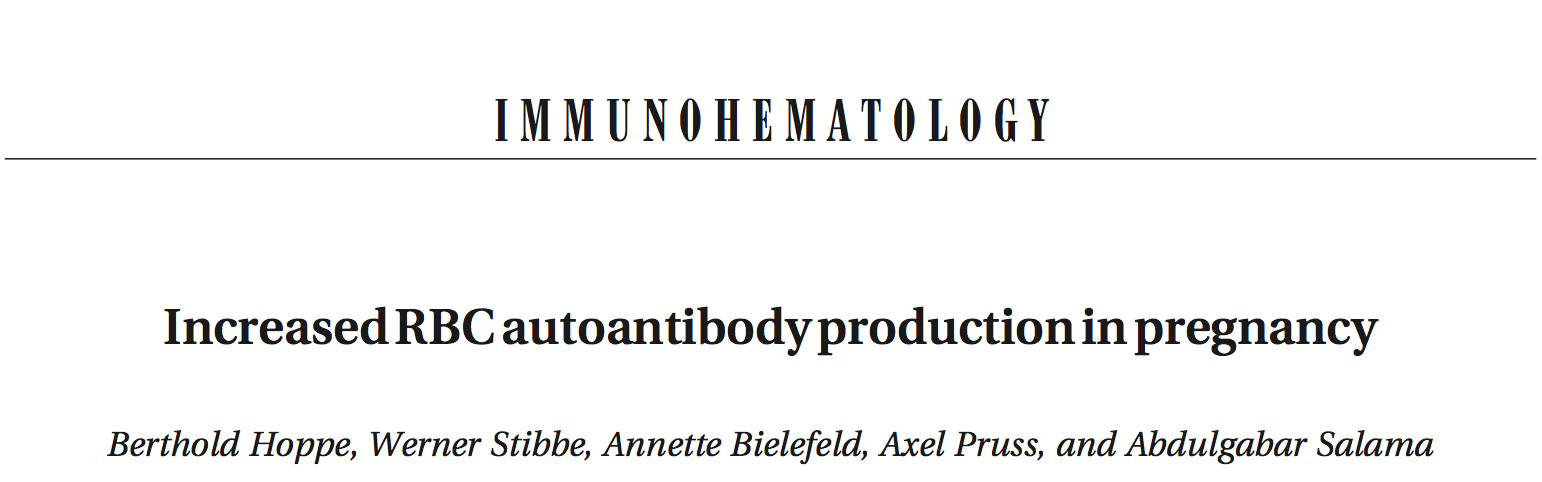 IMMUNOHEMATOLOGY
Increased RBC autoantibody production in pregnancy
Berthold Hoppe, Werner Stibbe, Annette Bielefeld, Axel Pruss, and Abdulgabar Salama